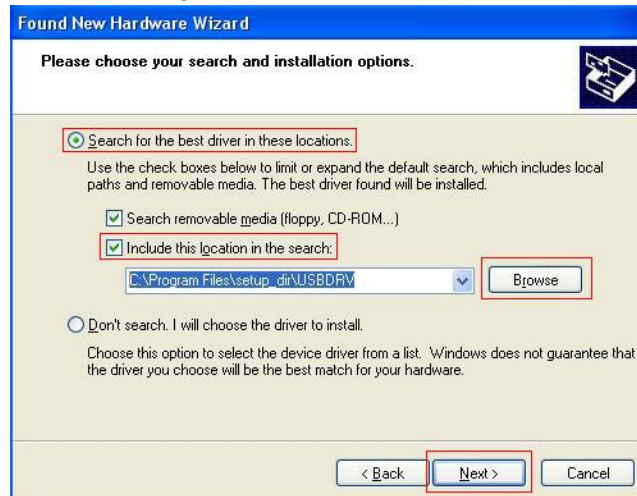 Found New Hardware Wizard
Please choose your search and installation options.
Search for the best driver in these locations.
Use the check boxes below to limit or expand the default search, which includes local
paths and removable media. The best driver found will be installed.
Search removable media (floppy, CD-ROM...)
Include this location in the search:
C:\Program Files\setup_dir\USBDRV
Browse
Don't search. I will choose the driver to install.
Choose this option to select the device driver from a list. Windows does not guarantee that
the driver you choose will be the best match for your hardware.
< Back
Next >
Cancel